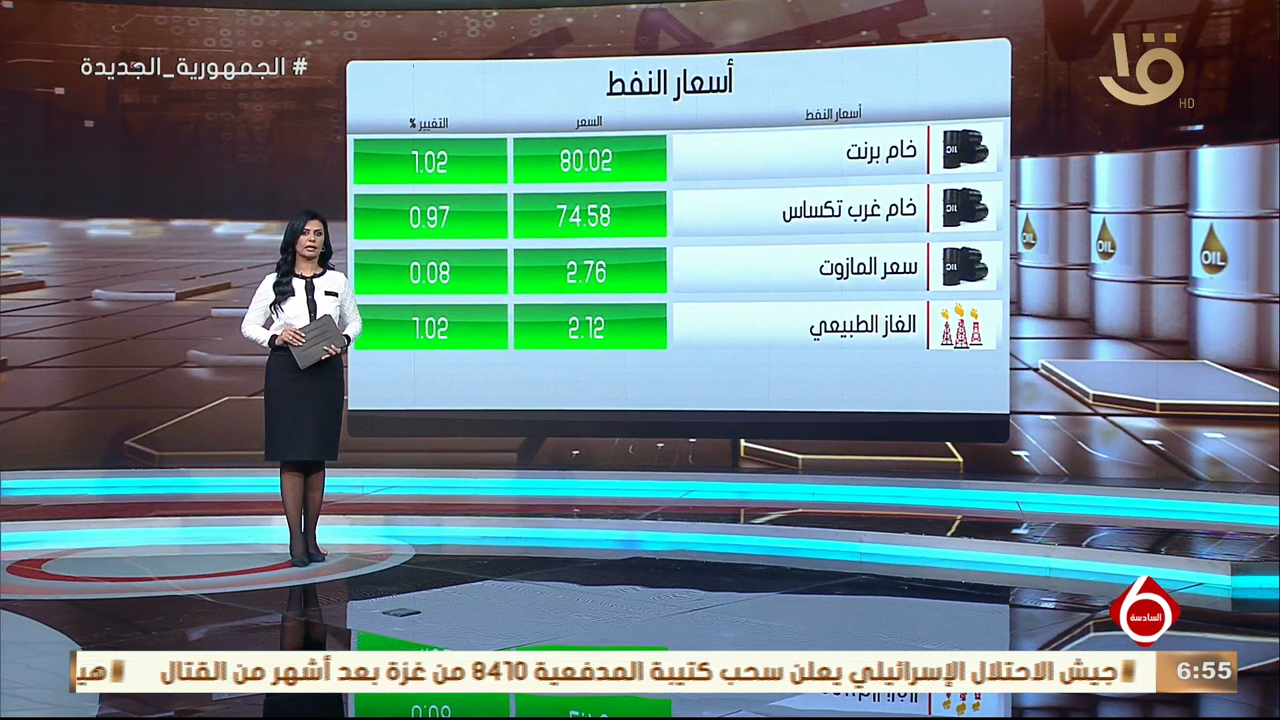 # الجمهورية_الجديدة
HD
أسعار النفط
أسعار النفط السعر التغيير %
خام برنت 80.02 1.02
خام غرب تكساس 74.58 0.97
سعر المازوت 2.76 0.08
الغاز الطبيعي 2.12 1.02
OIL
OIL
OIL
6
السادسة
6:55 جيش الاحتلال الإسرائيلي يعلن سحب كتيبة المدفعية 8410 من غزة بعد أشهر من القتال